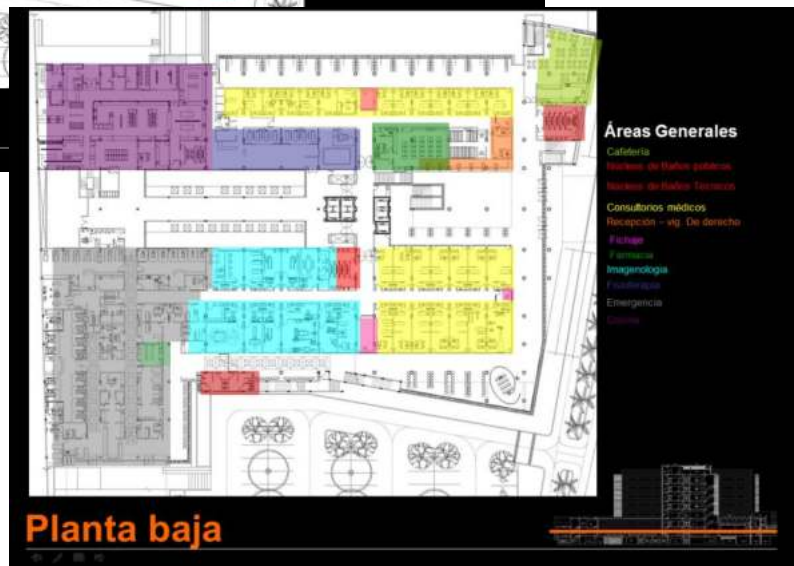 Áreas Generales
Cafetería
Núcleos de Baños públicos
Núcleos de Baños Técnicos
Consultorios médicos
Recepción – vig. De derecho
Fichaje
Farmacia
Imagenología
Fisioterapia
Emergencia
Planta baja